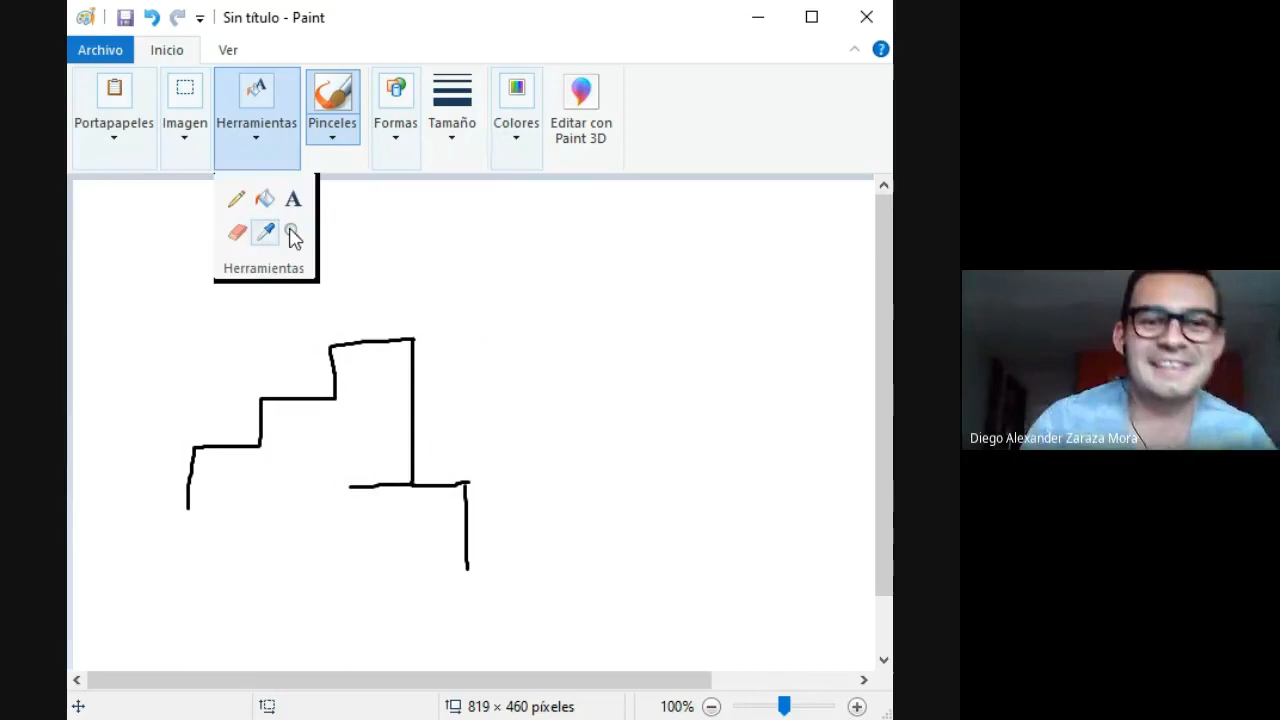 Sin título - Paint
Archivo
Inicio
Ver
Portapapeles
Imagen
Herramientas
Pinceles
Formas
Tamaño
Colores
Editar con
Paint 3D
A
Herramientas
Diego Alexander Zaraza Mora
819 × 460 píxeles
100%